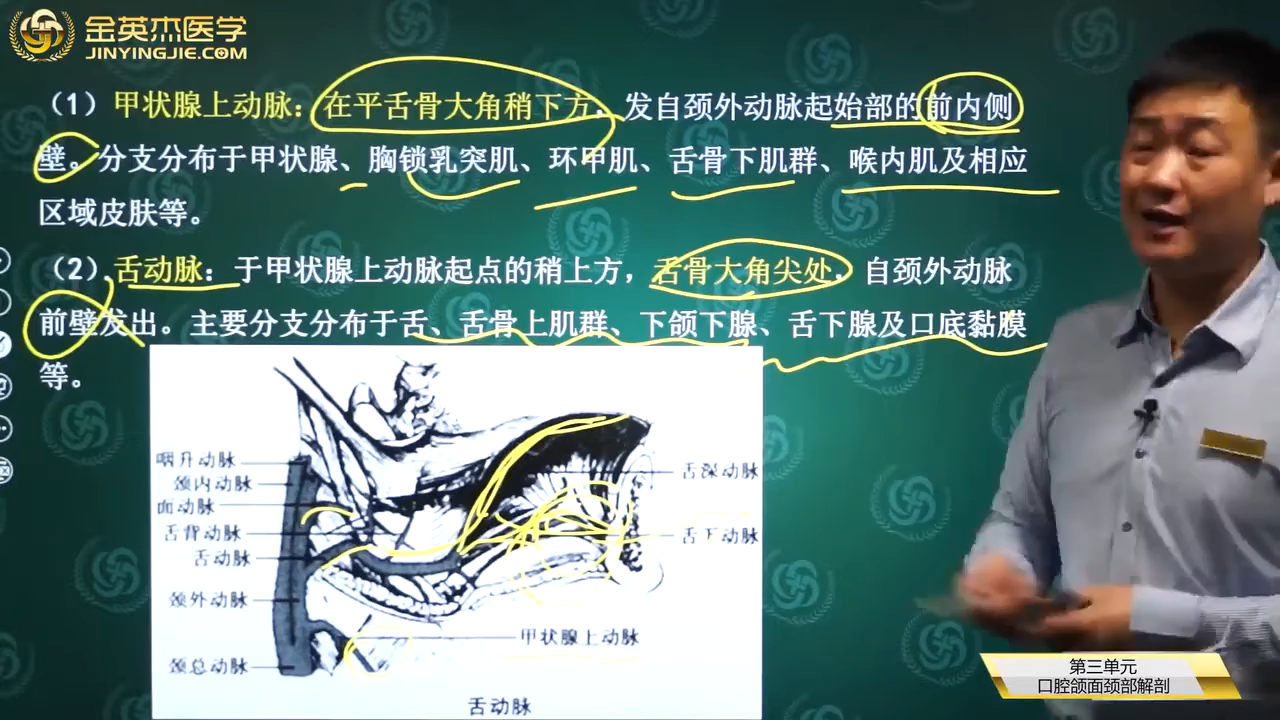 金英杰医学
JINYINGJIE.COM
（1）甲状腺上动脉：在平舌骨大角稍下方，发自颈外动脉起始部的前内侧
壁。分支分布于甲状腺、胸锁乳突肌、环甲肌、舌骨下肌群、喉内肌及相应
区域皮肤等。
（2）舌动脉：于甲状腺上动脉起点的稍上方，舌骨大角尖处，自颈外动脉
前壁发出。主要分支分布于舌、舌骨上肌群、下颌下腺、舌下腺及口底黏膜
等。
咽升动脉
颈内动脉
面动脉
舌背动脉
舌动脉
颈外动脉
颈总动脉
舌深动脉
舌下动脉
甲状腺上动脉
舌动脉
第三单元
口腔颌面颈部解剖